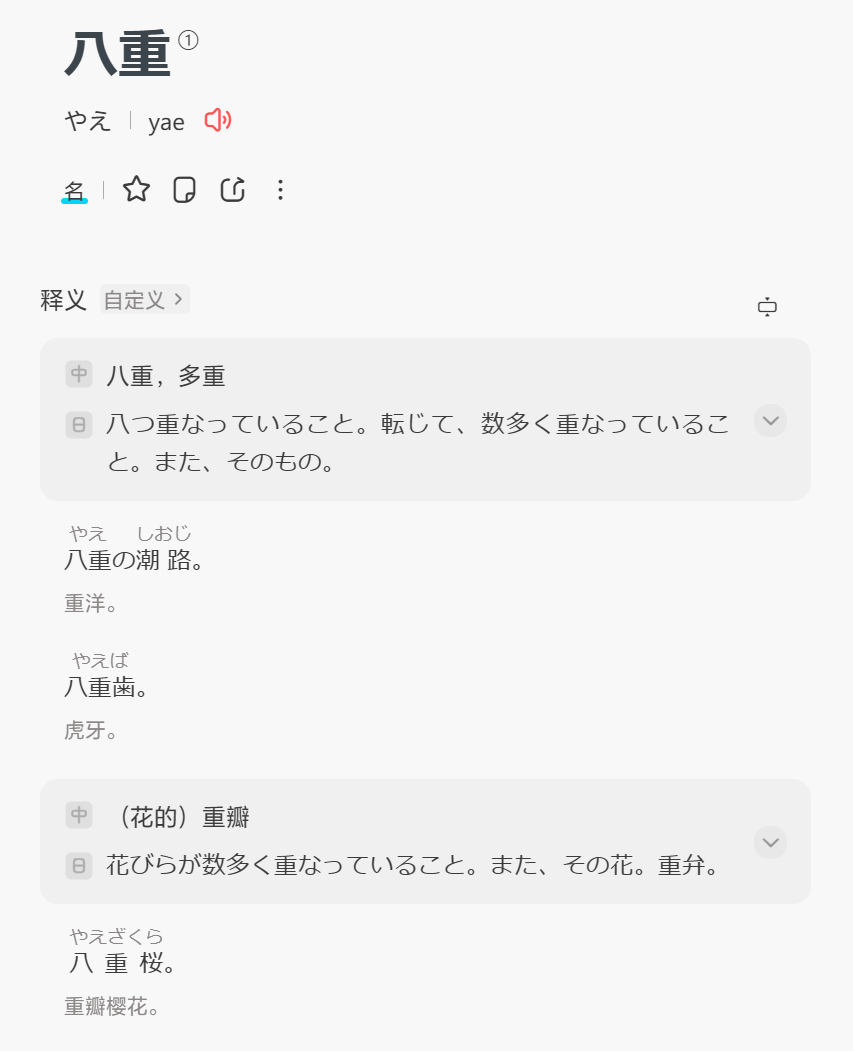 八重①
やえ yae
名
释义 自定义
中 八重，多重
日 八つ重なっていること。転じて、数多く重なっているこ
と。また、そのもの。
やえ しおじ
八重の潮路。
重洋。
やえば
八重歯。
虎牙。
中 （花的）重瓣
日 花びらが数多く重なっていること。また、その花。重弁。
やえざくら
八重桜。
重瓣樱花。